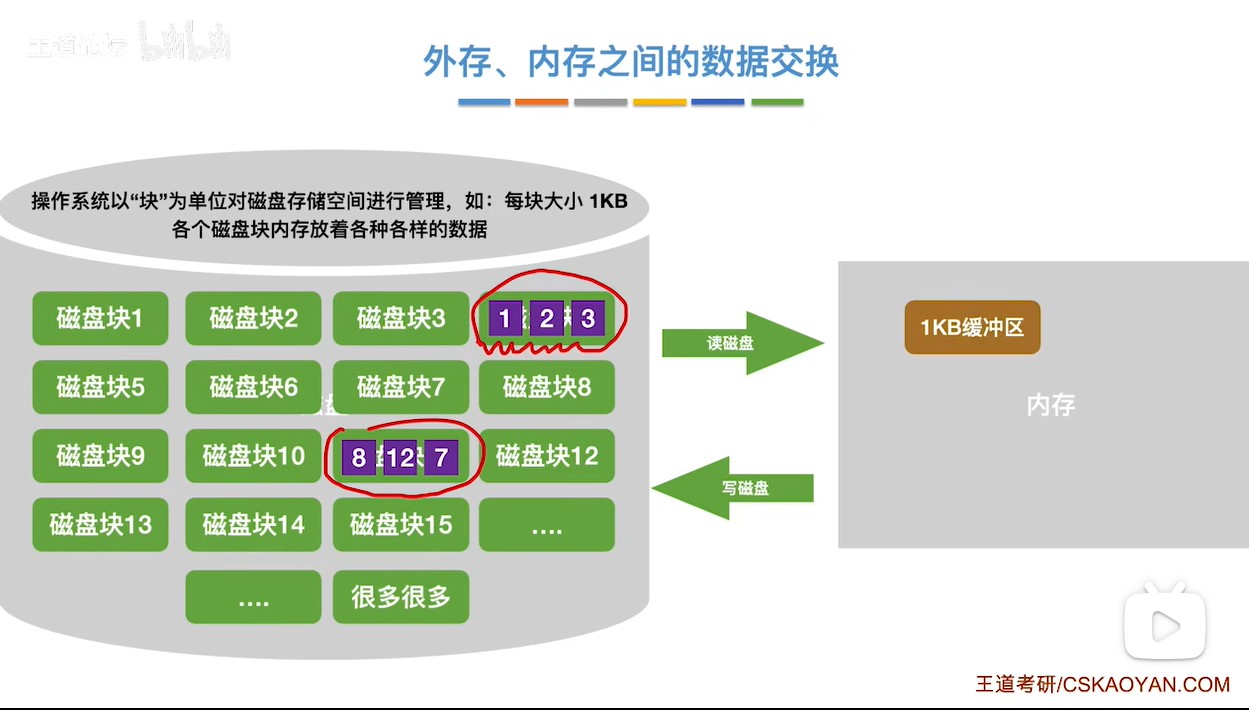 王道论坛 bilibili
外存、内存之间的数据交换
操作系统以“块”为单位对磁盘存储空间进行管理，如：每块大小 1KB
各个磁盘块内存放着各种各样的数据
磁盘块1 磁盘块2 磁盘块3 1 2 3
磁盘块5 磁盘块6 磁盘块7 磁盘块8
磁盘块9 磁盘块10 8 12 7 磁盘块12
磁盘块13 磁盘块14 磁盘块15 ....
.... 很多很多
读磁盘
写磁盘
1KB缓冲区
内存
王道考研/CSKAOYAN.COM